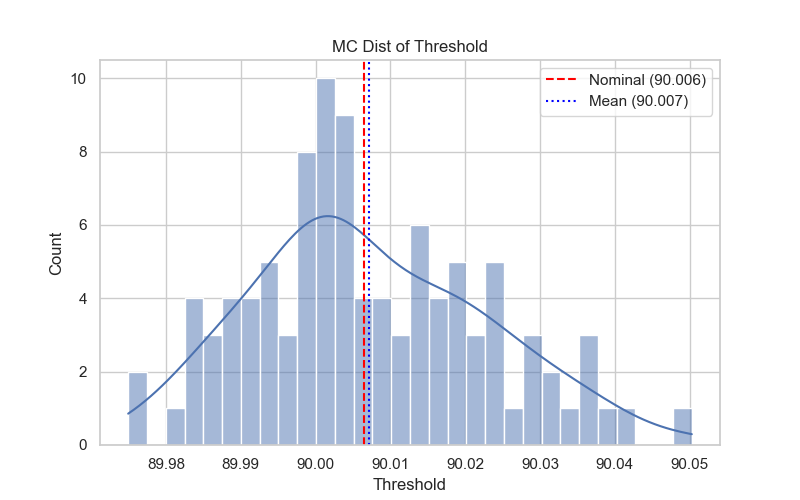 MC Dist of Threshold
Nominal (90.006)
Mean (90.007)
Count
10
8
6
4
2
0
89.98 89.99 90.00 90.01 90.02 90.03 90.04 90.05
Threshold